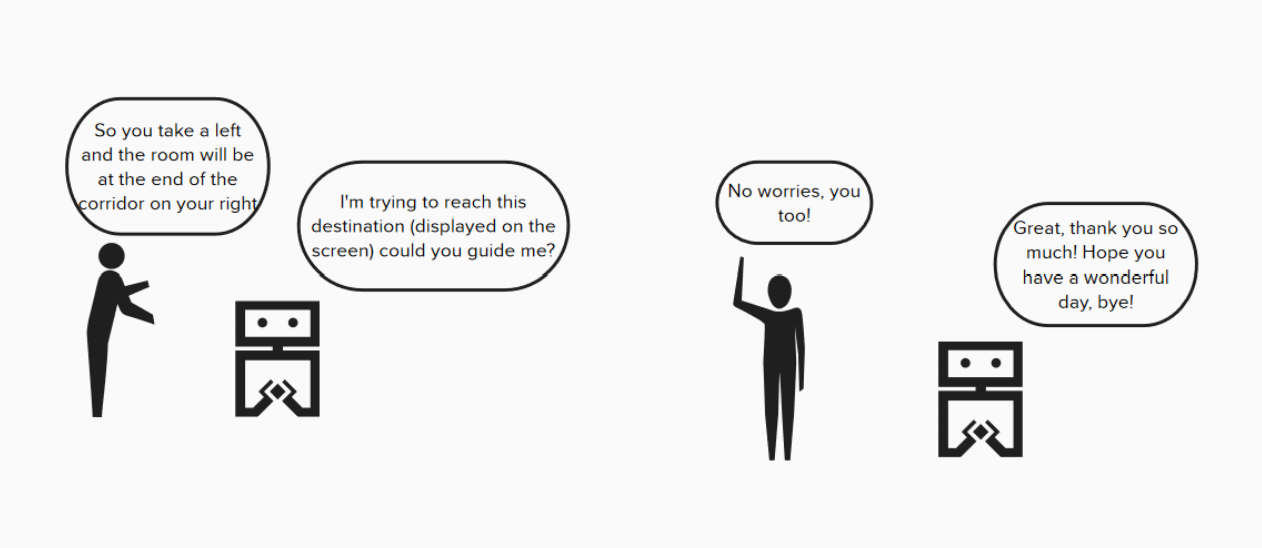 So you take a left
and the room will be
at the end of the
corridor on your right
I'm trying to reach this
destination (displayed on the
screen) could you guide me?
No worries, you
too!
Great, thank you so
much! Hope you
have a wonderful
day, bye!